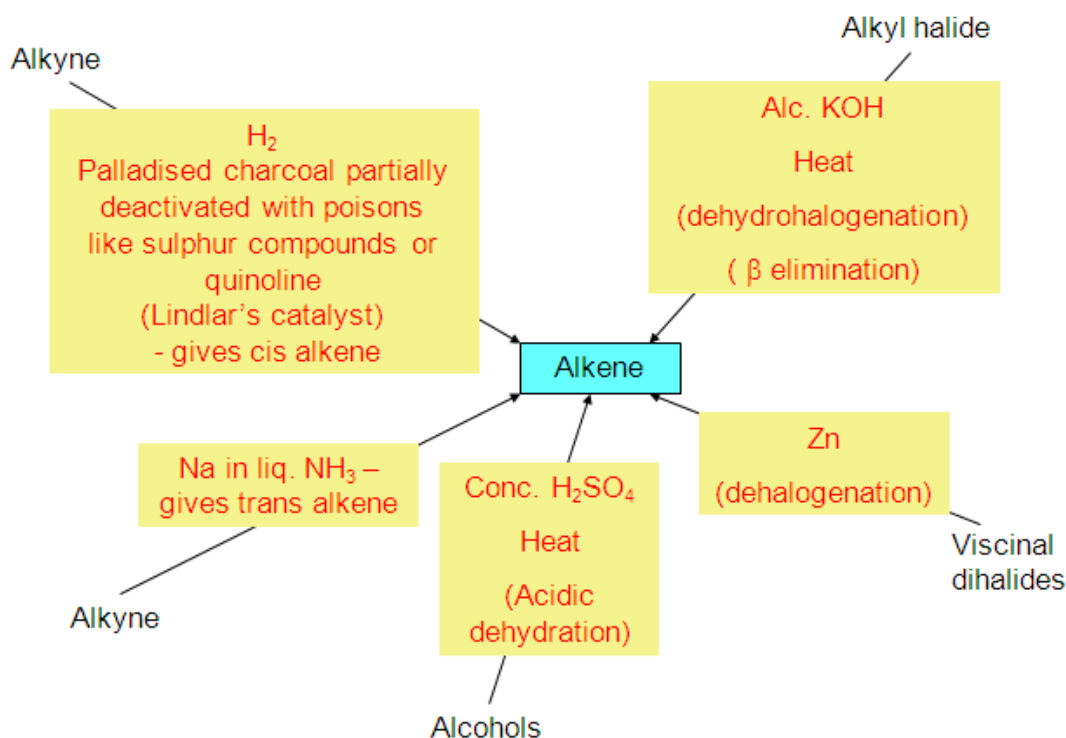 Alkyne
H₂
Palladised charcoal partially
deactivated with poisons
like sulphur compounds or
quinoline
(Lindlar’s catalyst)
- gives cis alkene
Alkyl halide
Alc. KOH
Heat
(dehydrohalogenation)
( β elimination)
Alkene
Na in liq. NH₃ –
gives trans alkene
Alkyne
Conc. H₂SO₄
Heat
(Acidic
dehydration)
Alcohols
Zn
(dehalogenation)
Viscinal
dihalides